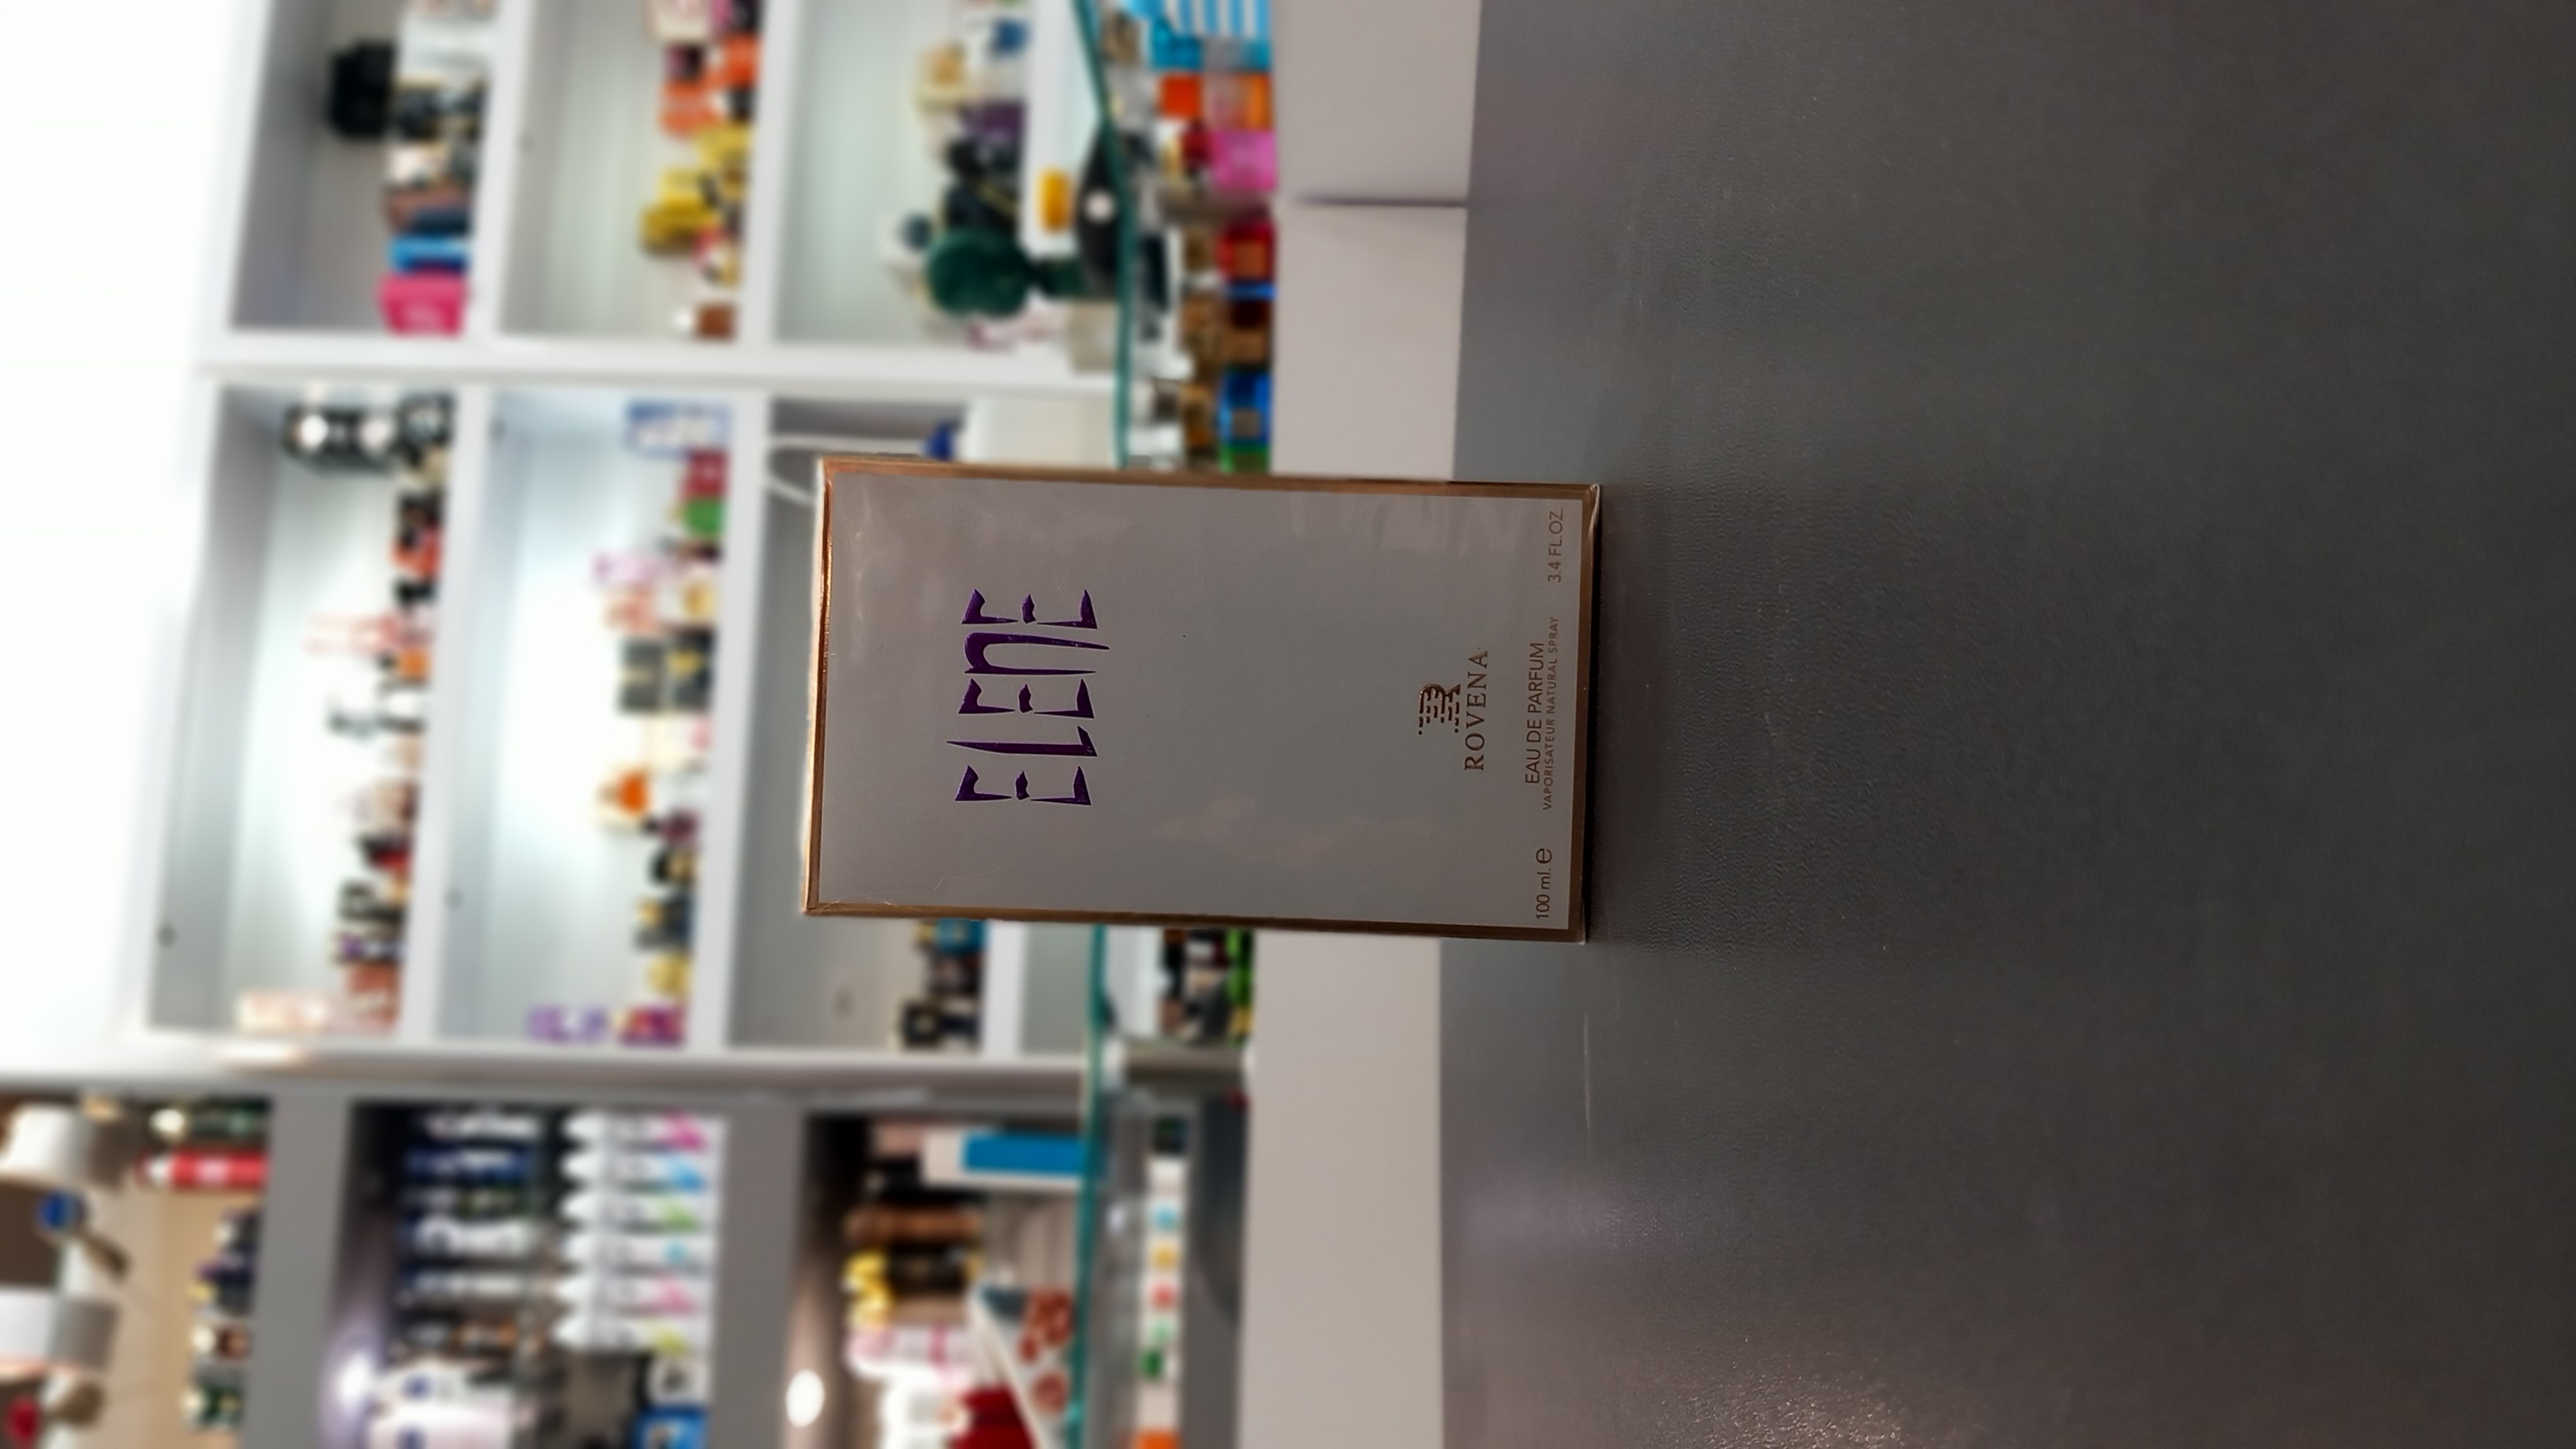 ELENE
ROVENA
EAU DE PARFUM
VAPORISATEUR NATURAL SPRAY
100 ml. e
3.4 FL.OZ.